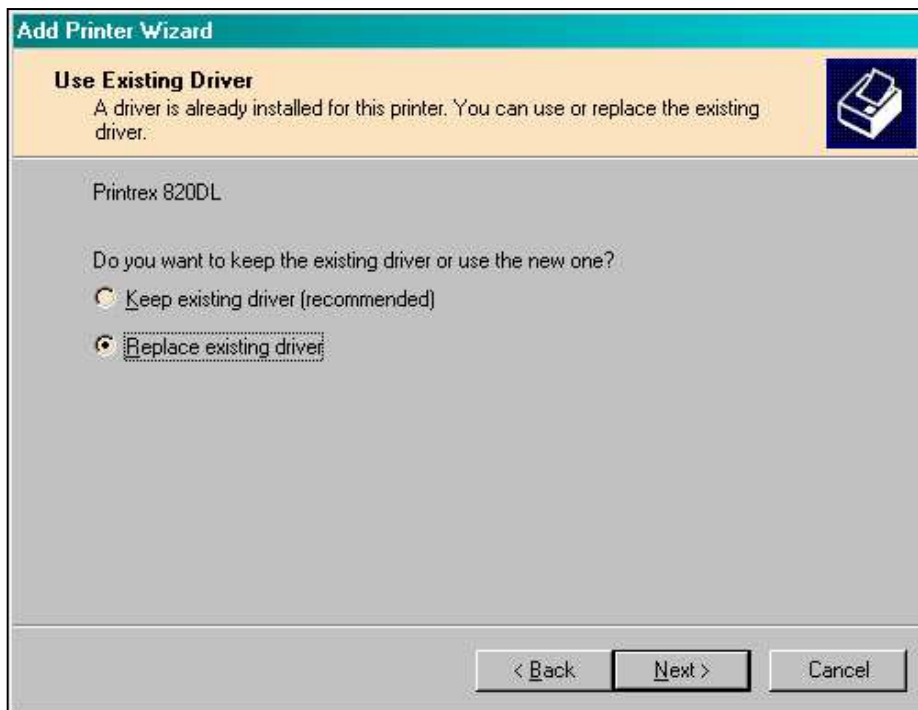 Add Printer Wizard
Use Existing Driver
A driver is already installed for this printer. You can use or replace the existing
driver.
Printrex 820DL
Do you want to keep the existing driver or use the new one?
Keep existing driver (recommended)
Replace existing driver
< Back Next > Cancel